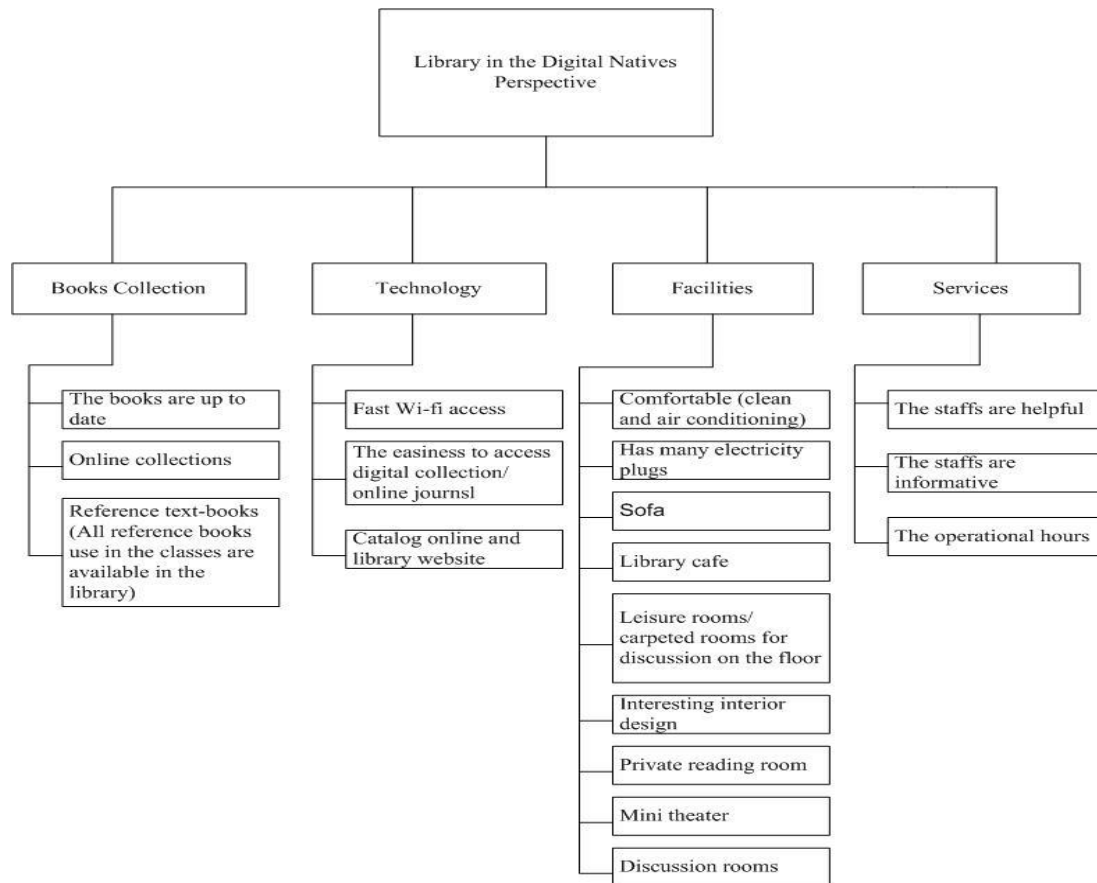 Library in the Digital Natives
Perspective
Books Collection
Technology
Facilities
Services
The books are up to
date
Online collections
Reference text-books
(All reference books
use in the classes are
available in the
library)
Fast Wi-fi access
The easiness to access
digital collection/
online journsl
Catalog online and
library website
Comfortable (clean
and air conditioning)
Has many electricity
plugs
Sofa
Library cafe
Leisure rooms/
carpeted rooms for
discussion on the floor
Interesting interior
design
Private reading room
Mini theater
Discussion rooms
The staffs are helpful
The staffs are
informative
The operational hours